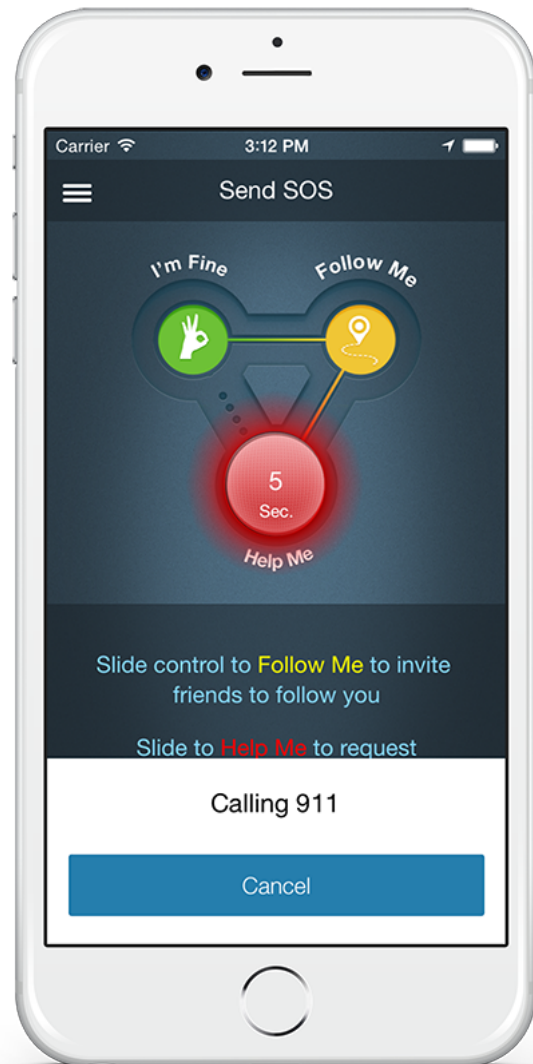 Carrier 3:12 PM
Send SOS
I'm Fine
Follow Me
5
Sec.
Help Me
Slide control to Follow Me to invite
friends to follow you
Slide to Help Me to request
Calling 911
Cancel